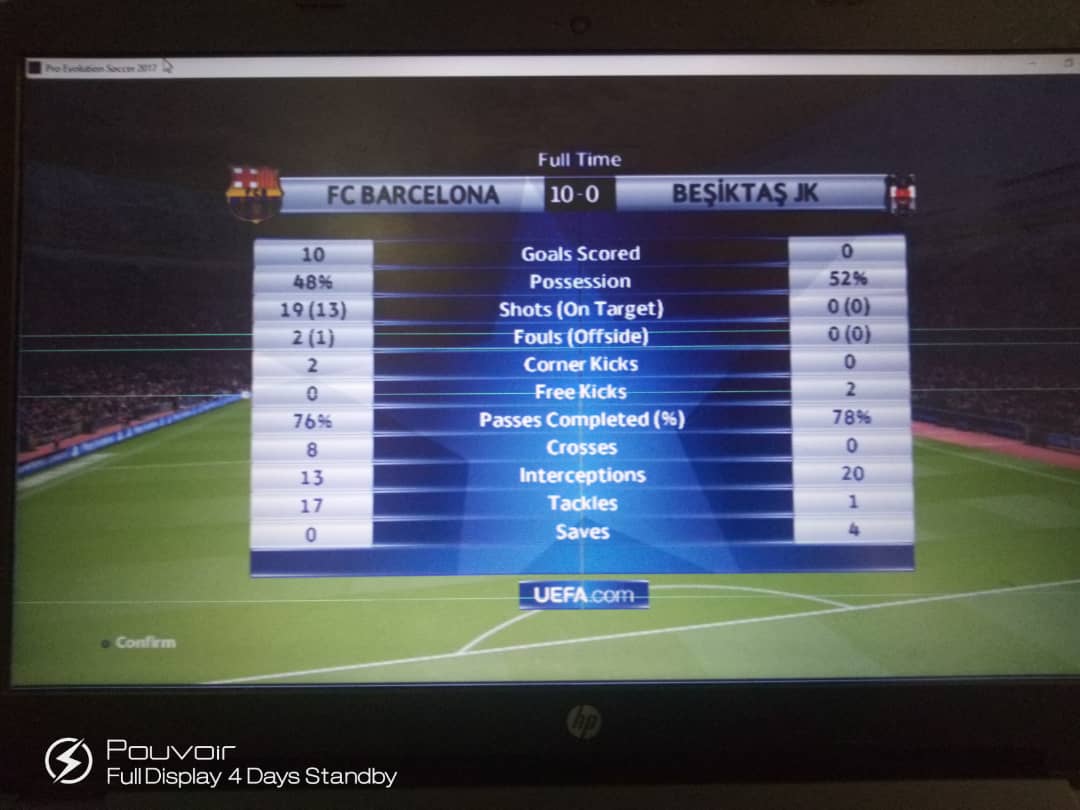 Pro Evolution Soccer 2017
Full Time
FC BARCELONA 10-0 BEŞİKTAŞ JK
10 Goals Scored 0
48% Possession 52%
19 (13) Shots (On Target) 0 (0)
2 (1) Fouls (Offside) 0 (0)
2 Corner Kicks 0
0 Free Kicks 2
76% Passes Completed (%) 78%
8 Crosses 0
13 Interceptions 20
17 Tackles 1
0 Saves 4
UEFA.com
Confirm
hp
Pouvoir
Full Display 4 Days Standby